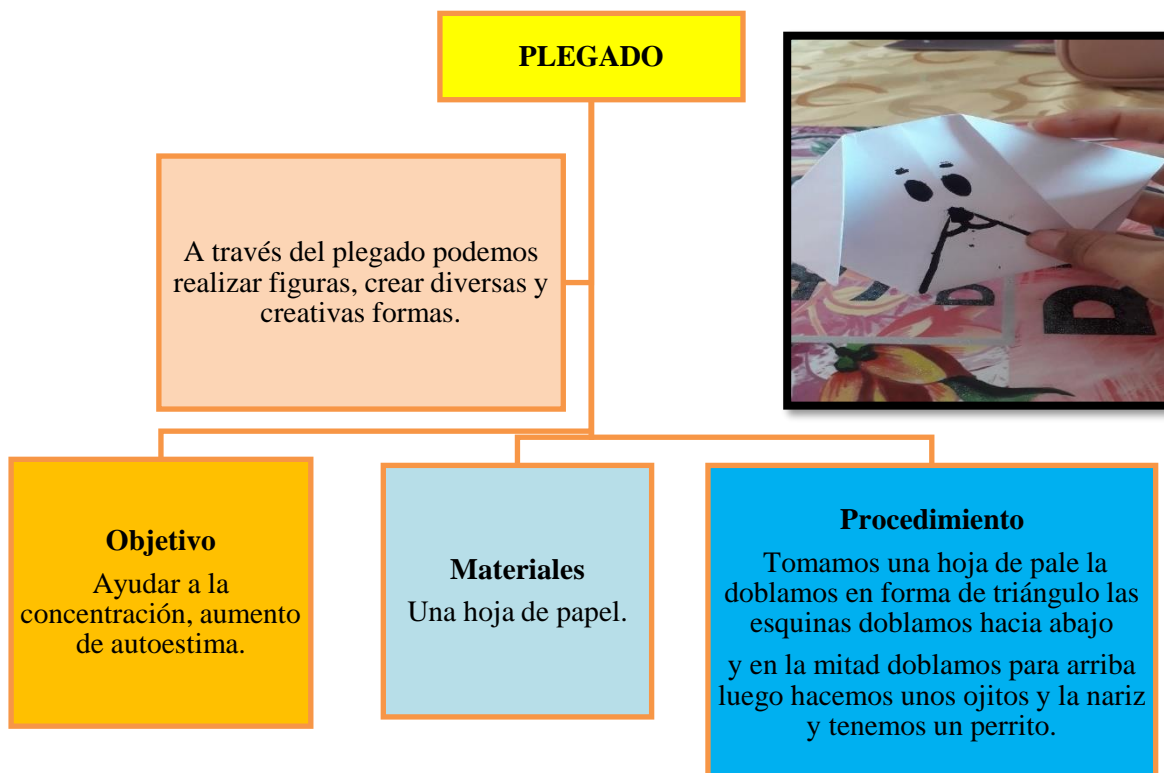 PLEGADO
A través del plegado podemos
realizar figuras, crear diversas y
creativas formas.
Objetivo
Ayudar a la
concentración, aumento
de autoestima.
Materiales
Una hoja de papel.
Procedimiento
Tomamos una hoja de pale la
doblamos en forma de triángulo las
esquinas doblamos hacia abajo
y en la mitad doblamos para arriba
luego hacemos unos ojitos y la nariz
y tenemos un perrito.